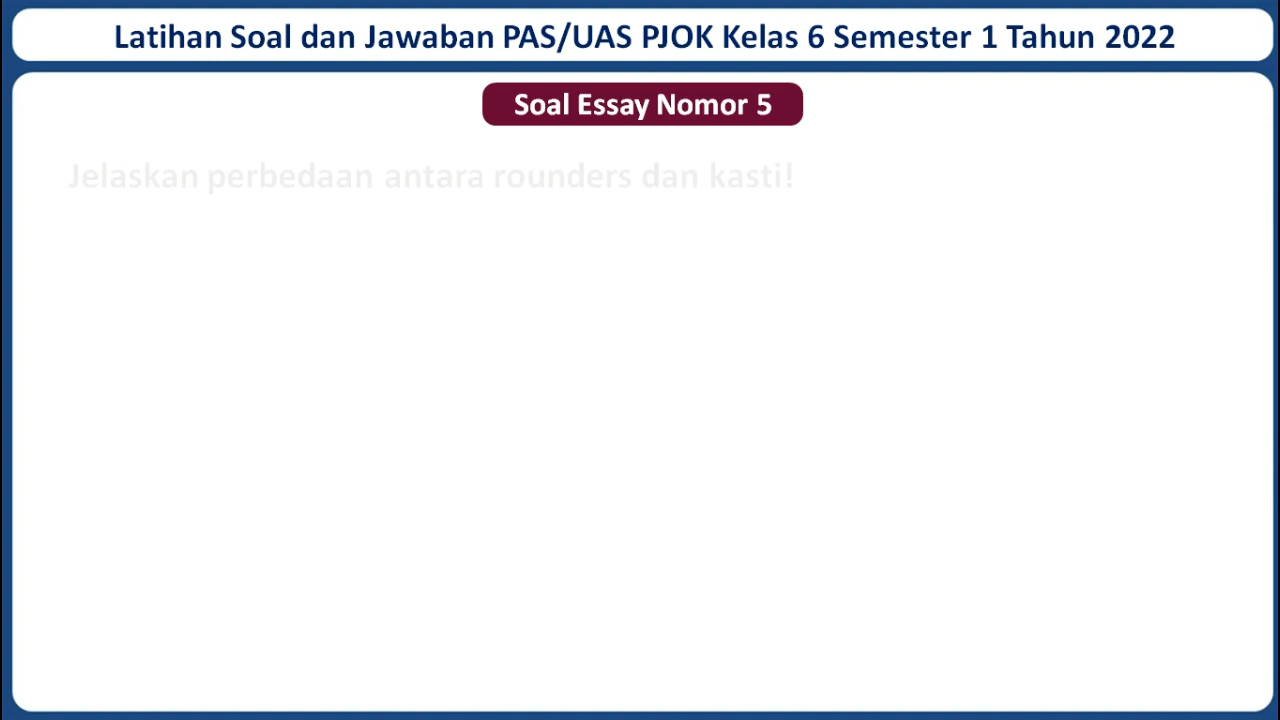 Latihan Soal dan Jawaban PAS/UAS PJOK Kelas 6 Semester 1 Tahun 2022
Soal Essay Nomor 5
Jelaskan perbedaan antara rounders dan kasti!